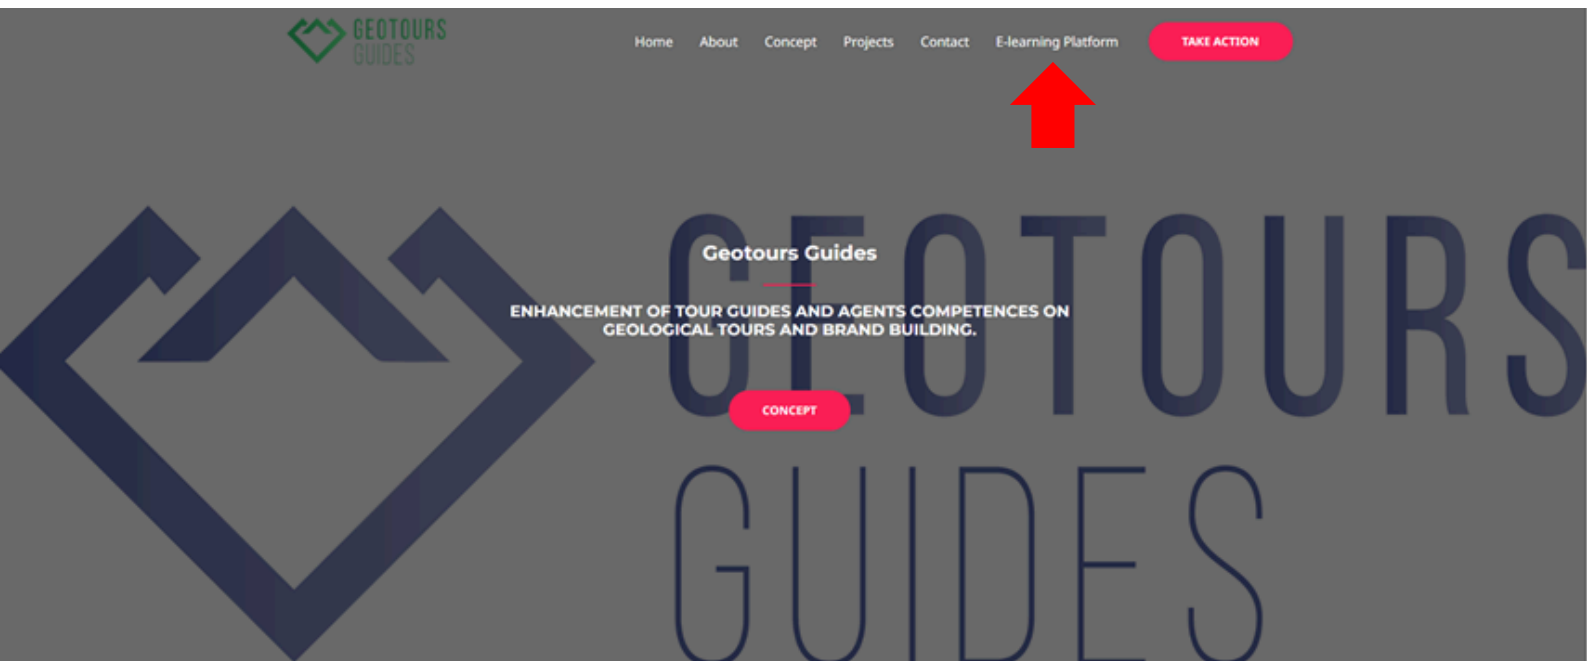 GEOTOURS
GUIDES
Home About Concept Projects Contact E-learning Platform TAKE ACTION
GEOTOURS
GUIDES
Geotours Guides
ENHANCEMENT OF TOUR GUIDES AND AGENTS COMPETENCES ON
GEOLOGICAL TOURS AND BRAND BUILDING.
CONCEPT